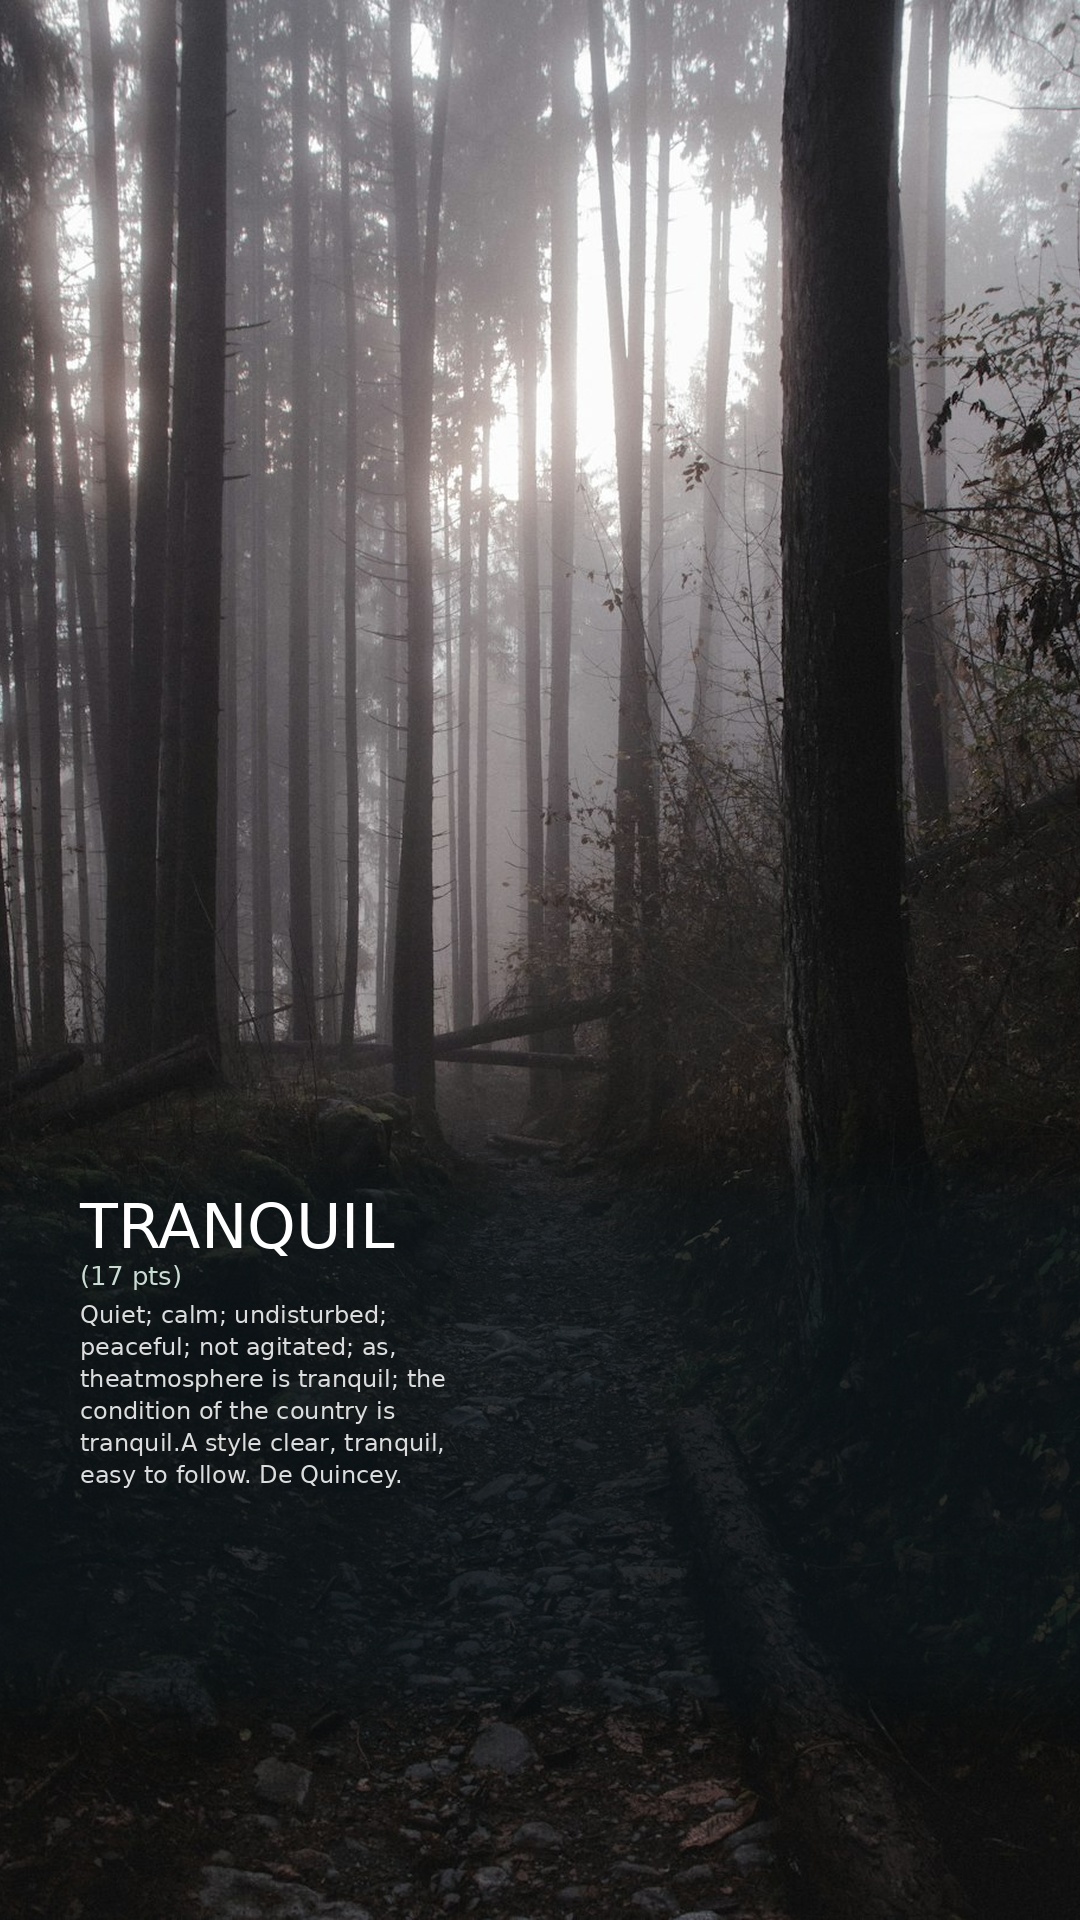 TRANQUIL
(17 pts)
Quiet; calm; undisturbed;
peaceful; not agitated; as,
theatmosphere is tranquil; the
condition of the country is
tranquil.A style clear, tranquil,
easy to follow. De Quincey.